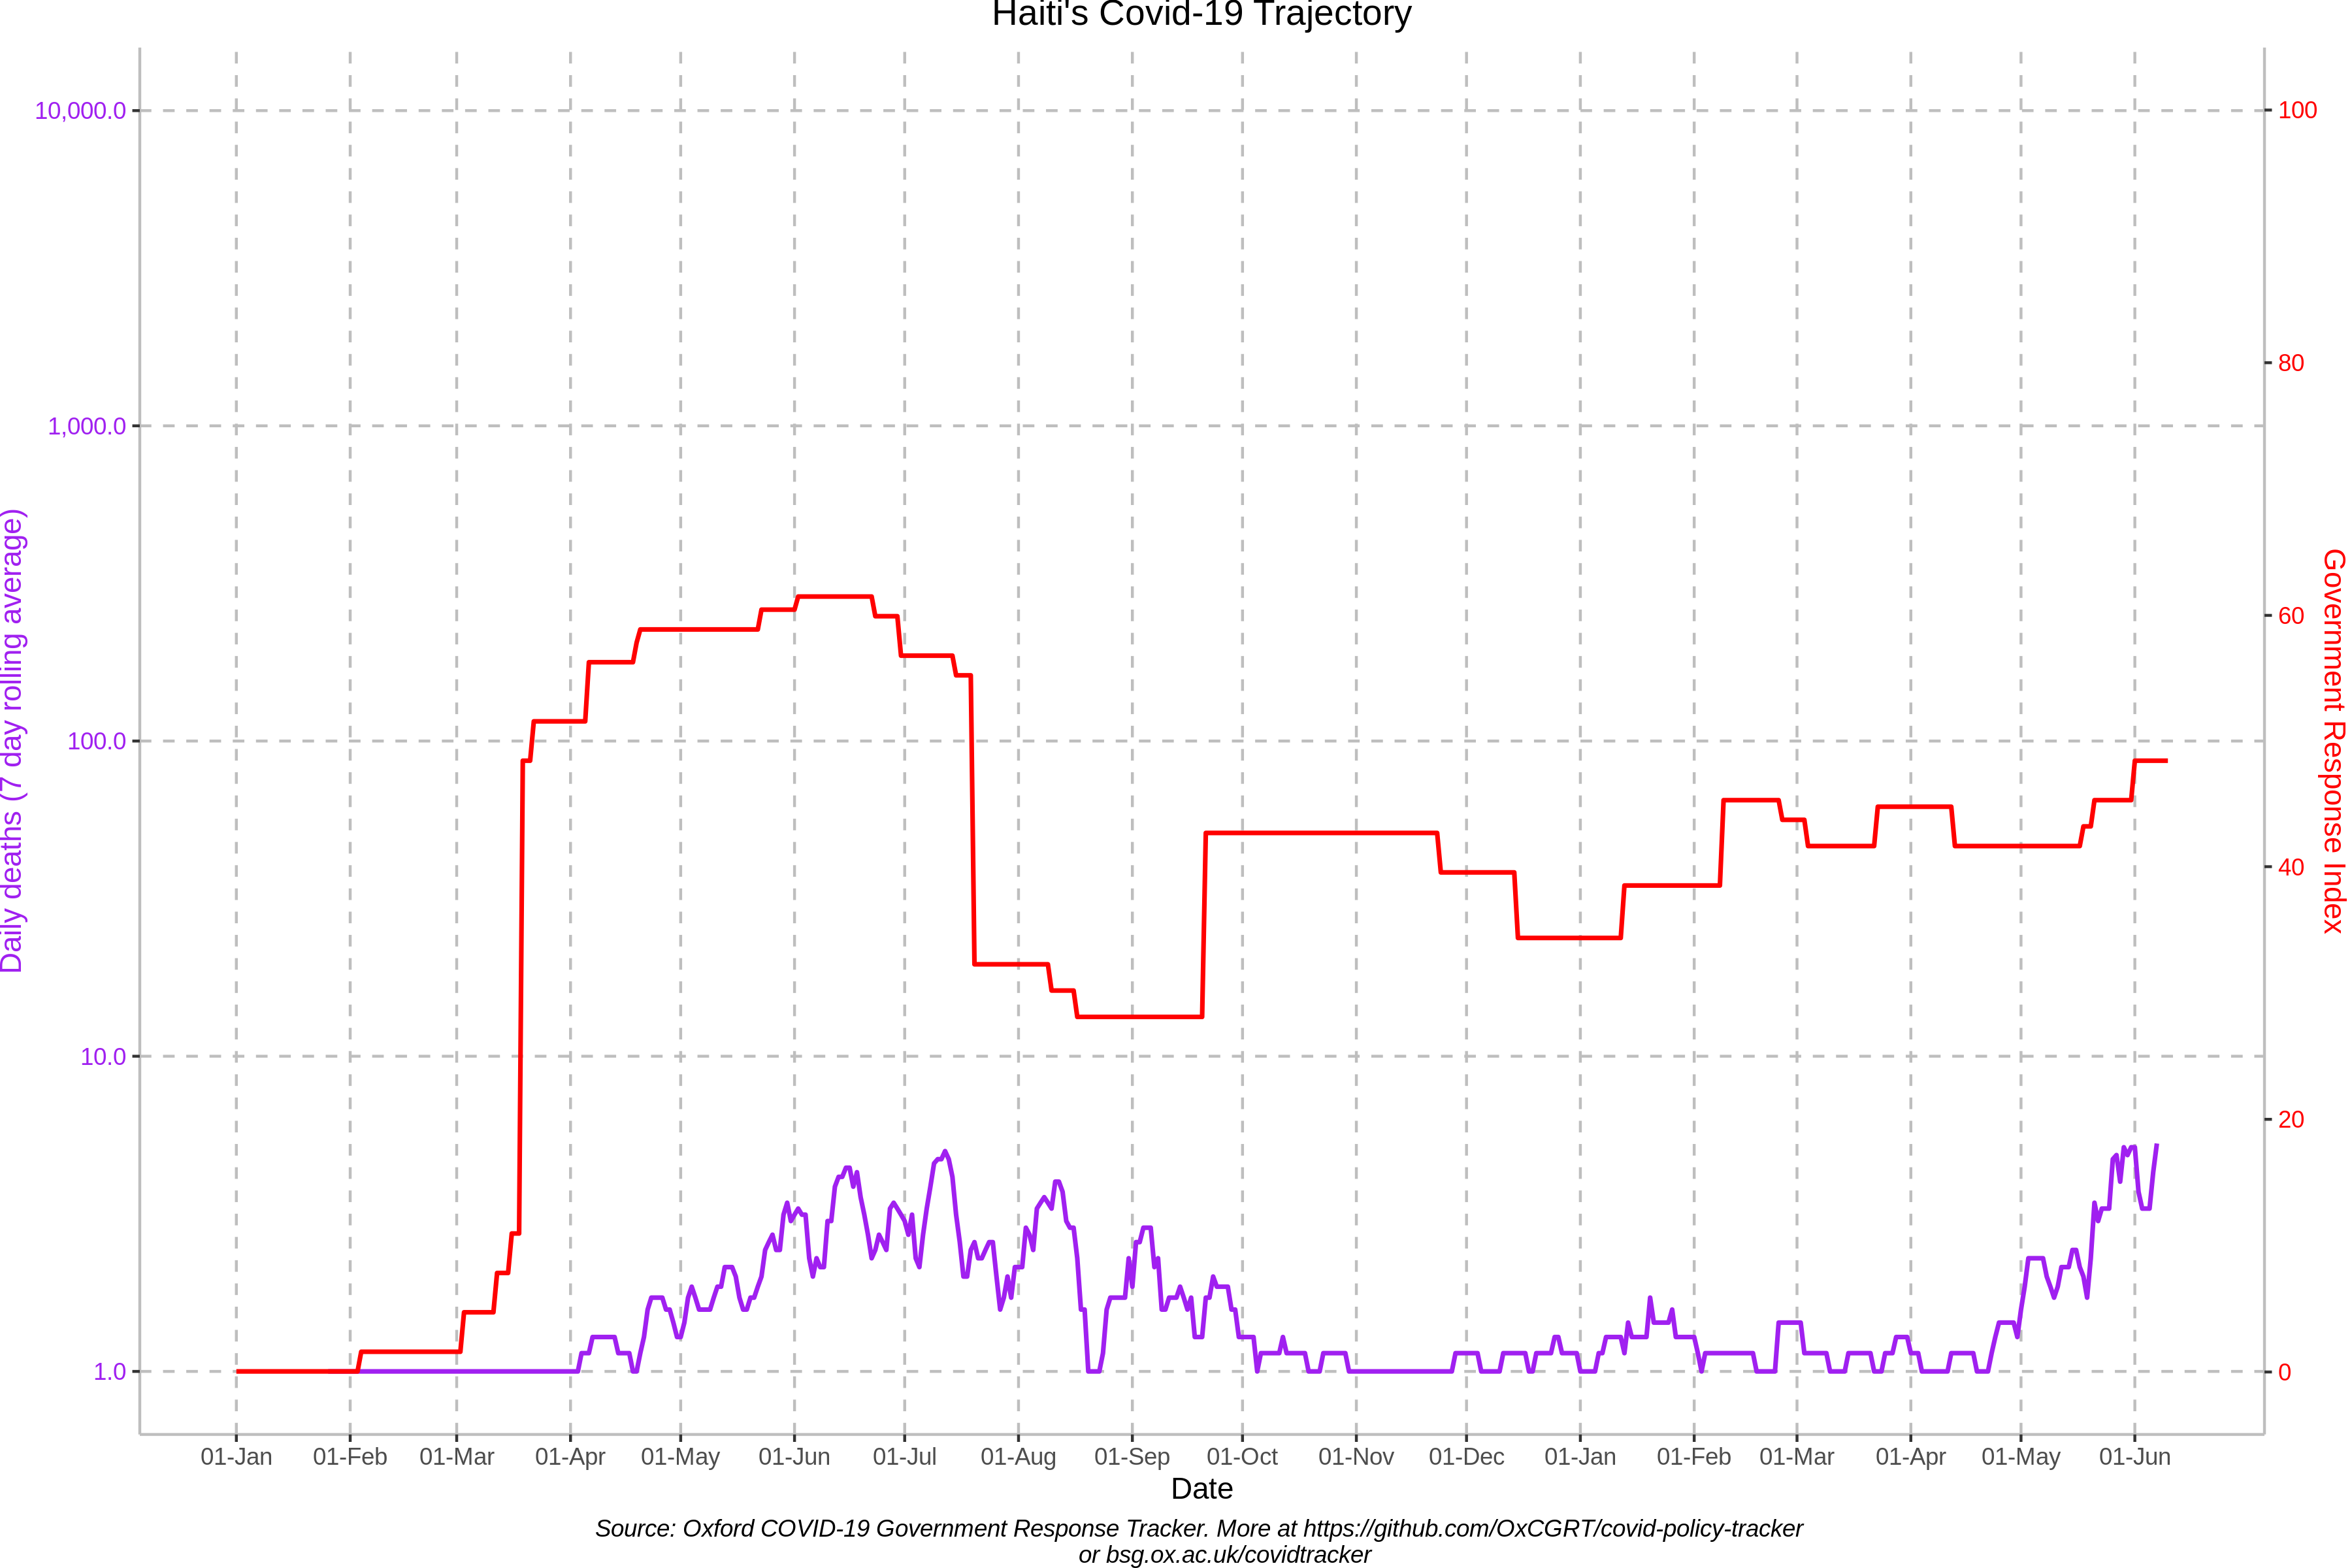 Haiti's Covid-19 Trajectory
10,000.0
1,000.0
100.0
10.0
1.0
Daily deaths (7 day rolling average)
100
80
60
40
20
0
Government Response Index
01-Jan 01-Feb 01-Mar 01-Apr 01-May 01-Jun 01-Jul 01-Aug 01-Sep 01-Oct 01-Nov 01-Dec 01-Jan 01-Feb 01-Mar 01-Apr 01-May 01-Jun
Date
Source: Oxford COVID-19 Government Response Tracker. More at https://github.com/OxCGRT/covid-policy-tracker
or bsg.ox.ac.uk/covidtracker